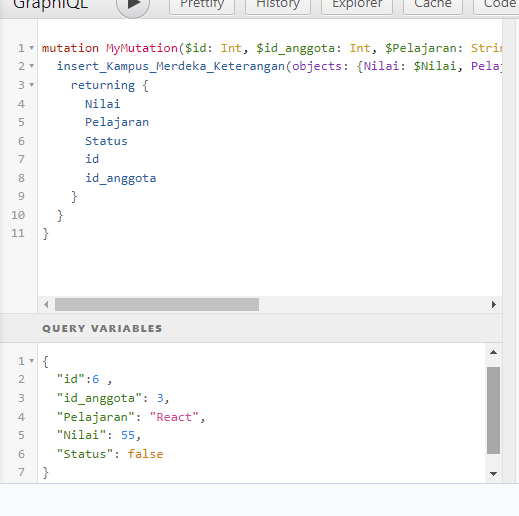 GraphiQL Prettify History Explorer Cache Code
1 mutation MyMutation($id: Int, $id_anggota: Int, $Pelajaran: Strin
2 insert_Kampus_Merdeka_Keterangan(objects: {Nilai: $Nilai, Pelaj
3 returning {
4 Nilai
5 Pelajaran
6 Status
7 id
8 id_anggota
9 }
10 }
11 }
QUERY VARIABLES
1 {
2 "id":6 ,
3 "id_anggota": 3,
4 "Pelajaran": "React",
5 "Nilai": 55,
6 "Status": false
7 }